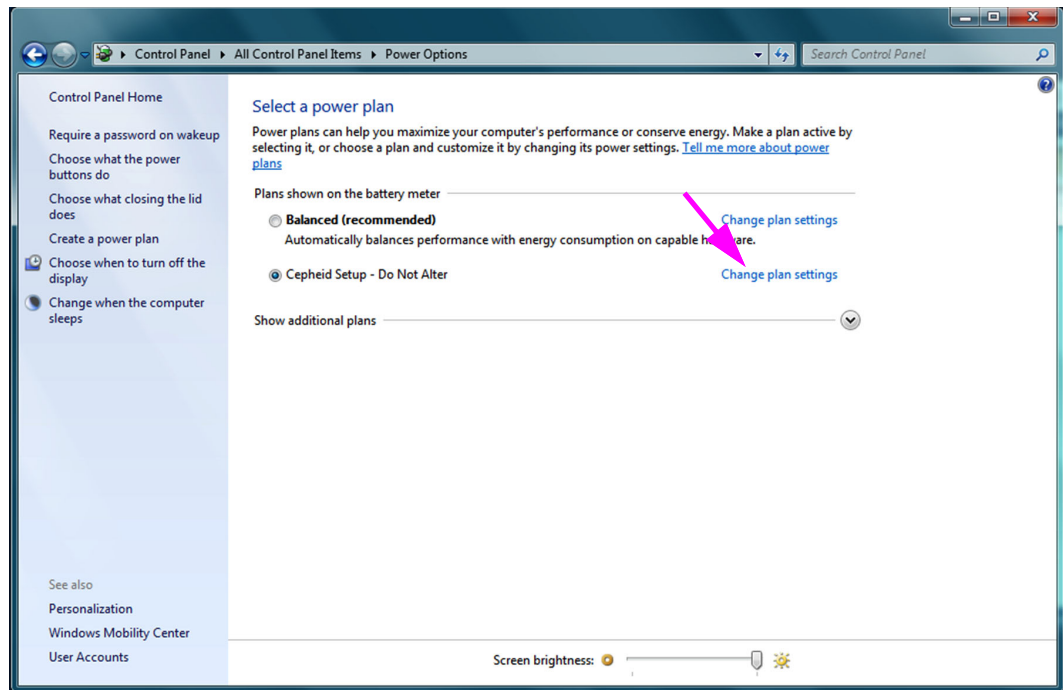 Control Panel All Control Panel Items Power Options Search Control Panel
Control Panel Home
Require a password on wakeup
Choose what the power
buttons do
Choose what closing the lid
does
Create a power plan
Choose when to turn off the
display
Change when the computer
sleeps
See also
Personalization
Windows Mobility Center
User Accounts
Select a power plan
Power plans can help you maximize your computer's performance or conserve energy. Make a plan active by
selecting it, or choose a plan and customize it by changing its power settings. Tell me more about power
plans
Plans shown on the battery meter
Balanced (recommended) Change plan settings
Automatically balances performance with energy consumption on capable
Cepheid Setup - Do Not Alter Change plan settings
Show additional plans
Screen brightness: